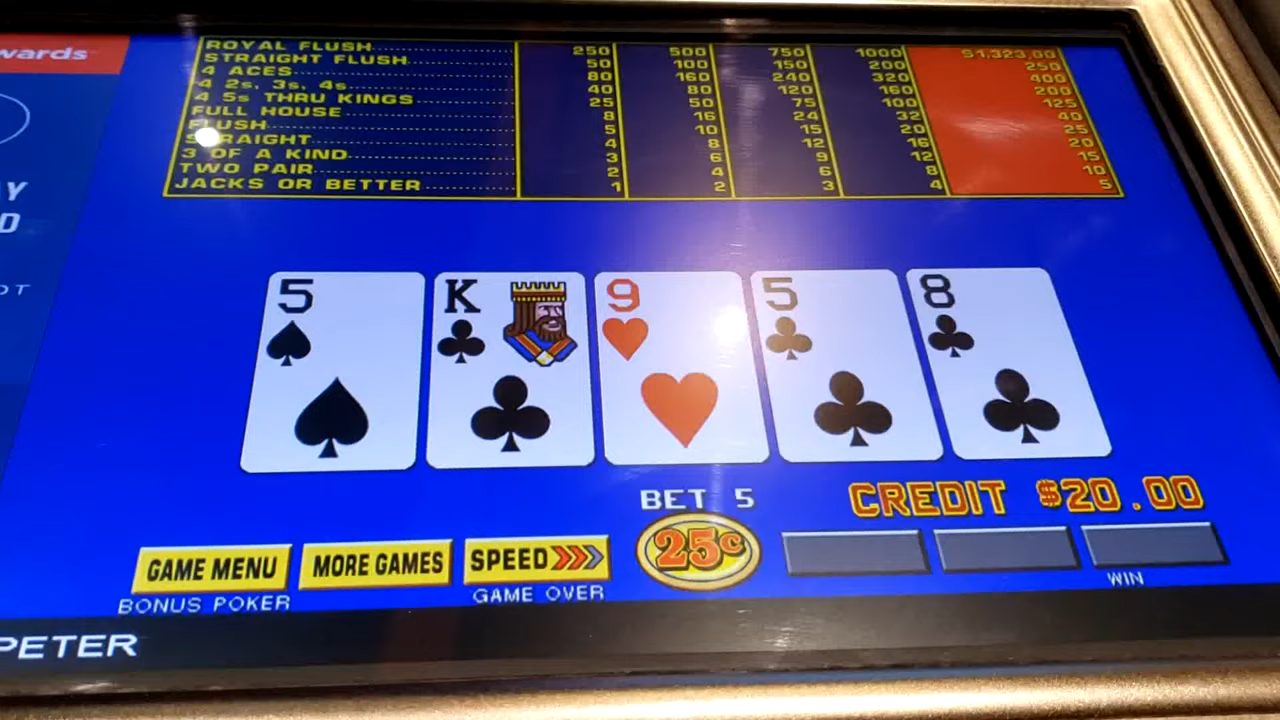 wards
AY
D
OT
ROYAL FLUSH 250 500 750 1000 $1,323.00
STRAIGHT FLUSH 50 100 150 200 250
4 ACES 80 160 240 320 400
4 2s, 3s, 4s 40 80 120 160 200
4 5s THRU KINGS 25 50 75 100 125
FULL HOUSE 8 16 24 32 40
FLUSH 5 10 15 20 25
STRAIGHT 4 8 12 16 20
3 OF A KIND 3 6 9 12 15
TWO PAIR 2 4 6 8 10
JACKS OR BETTER 1 2 3 4 5
5 K 9 5 8
BET 5
CREDIT $20.00
GAME MENU MORE GAMES SPEED 25¢
BONUS POKER GAME OVER WIN
PETER